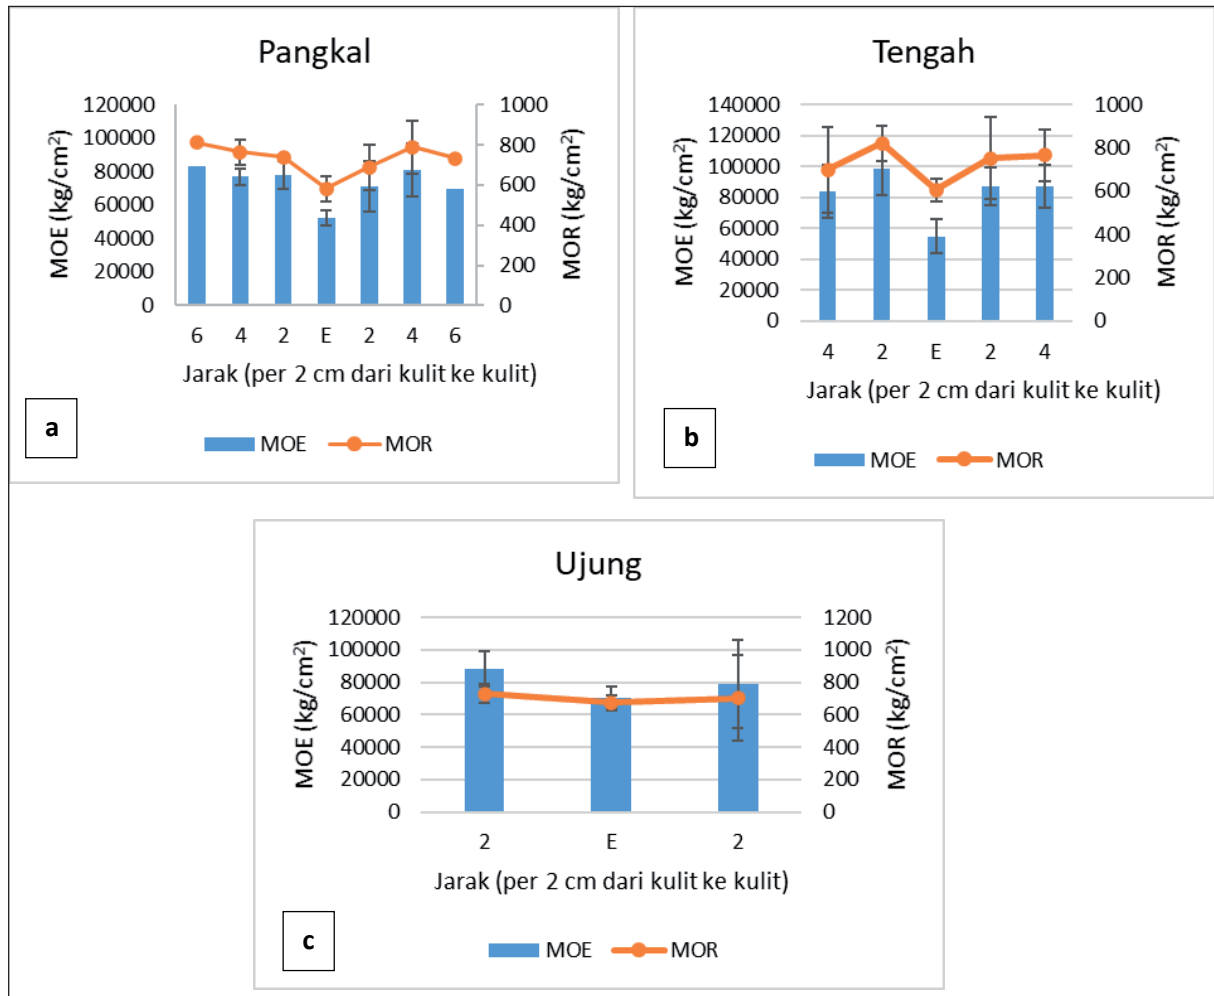 Pangkal
MOE (kg/cm²)
120000
100000
80000
60000
40000
20000
0
1000
800
600
400
200
0
MOR (kg/cm²)
6 4 2 E 2 4 6
Jarak (per 2 cm dari kulit ke kulit)
a
MOE MOR
Tengah
MOE (kg/cm²)
140000
120000
100000
80000
60000
40000
20000
0
1000
800
600
400
200
0
MOR (kg/cm²)
4 2 E 2 4
Jarak (per 2 cm dari kulit ke kulit)
b
MOE MOR
Ujung
MOE (kg/cm²)
120000
100000
80000
60000
40000
20000
0
1200
1000
800
600
400
200
0
MOR (kg/cm²)
2 E 2
Jarak (per 2 cm dari kulit ke kulit)
c
MOE MOR